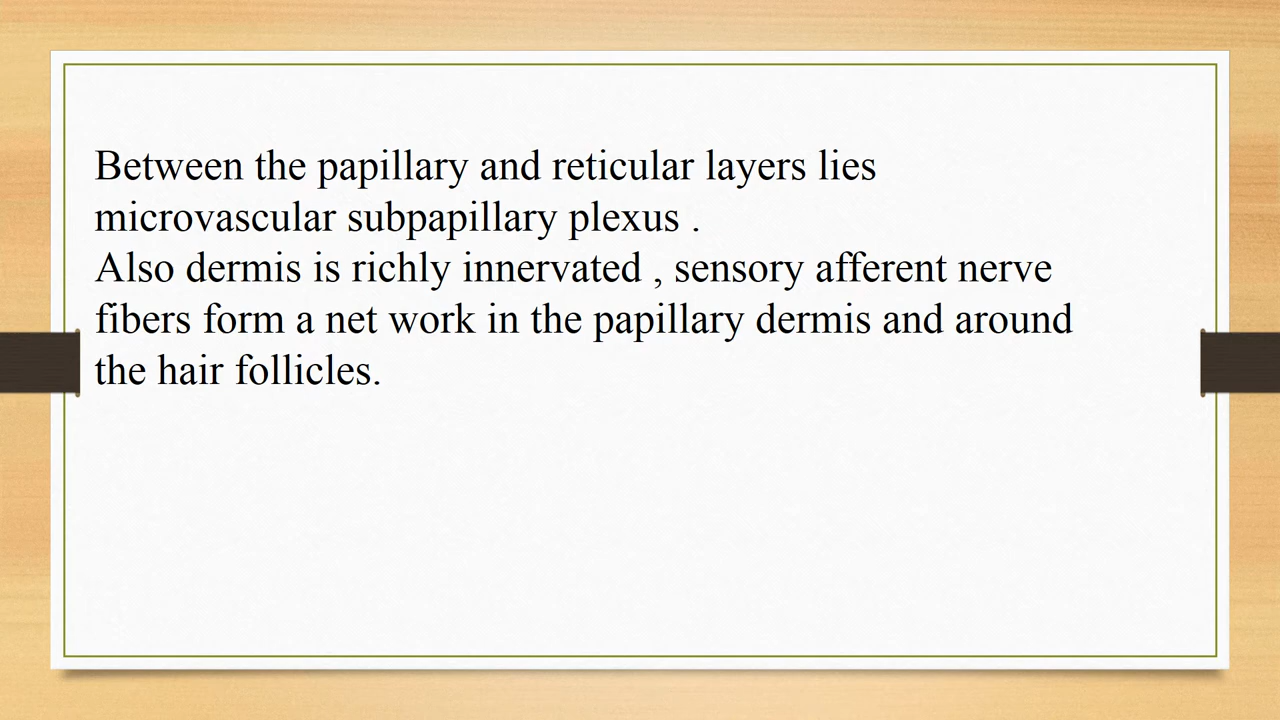 Between the papillary and reticular layers lies
microvascular subpapillary plexus .
Also dermis is richly innervated , sensory afferent nerve
fibers form a net work in the papillary dermis and around
the hair follicles.